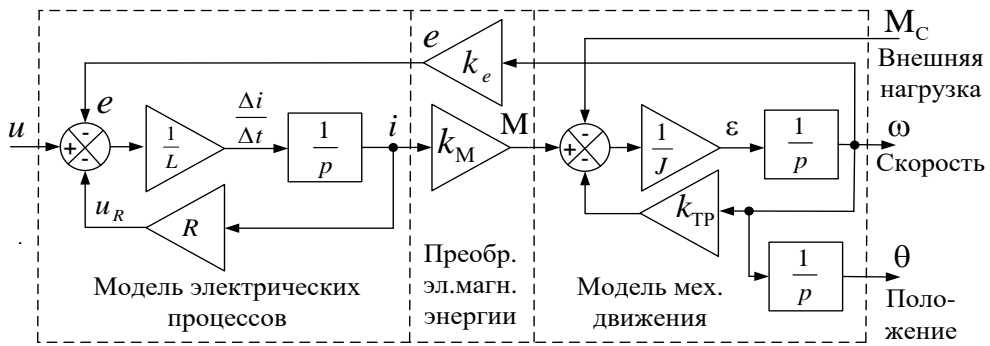 e
k_e
M_C
Внешняя
нагрузка
u
e
-
+
-
1/L
Δi/Δt
1/p
i
k_M
M
-
+
-
1/J
ε
1/p
ω
Скорость
u_R
R
k_ТР
1/p
θ
Поло-
жение
Модель электрических
процессов
Преобр.
эл.магн.
энергии
Модель мех.
движения